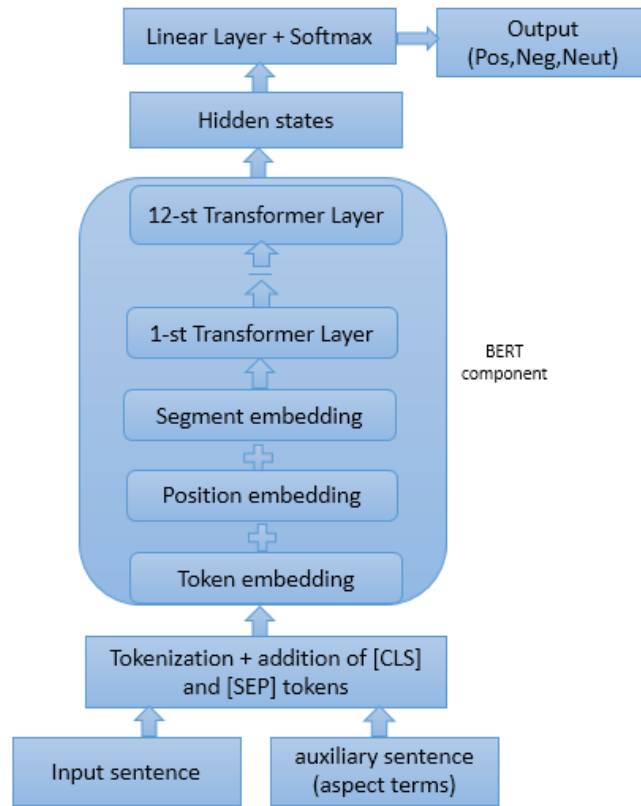 Linear Layer + Softmax
Output
(Pos,Neg,Neut)
Hidden states
12-st Transformer Layer
1-st Transformer Layer
BERT
component
Segment embedding
Position embedding
Token embedding
Tokenization + addition of [CLS]
and [SEP] tokens
Input sentence
auxiliary sentence
(aspect terms)